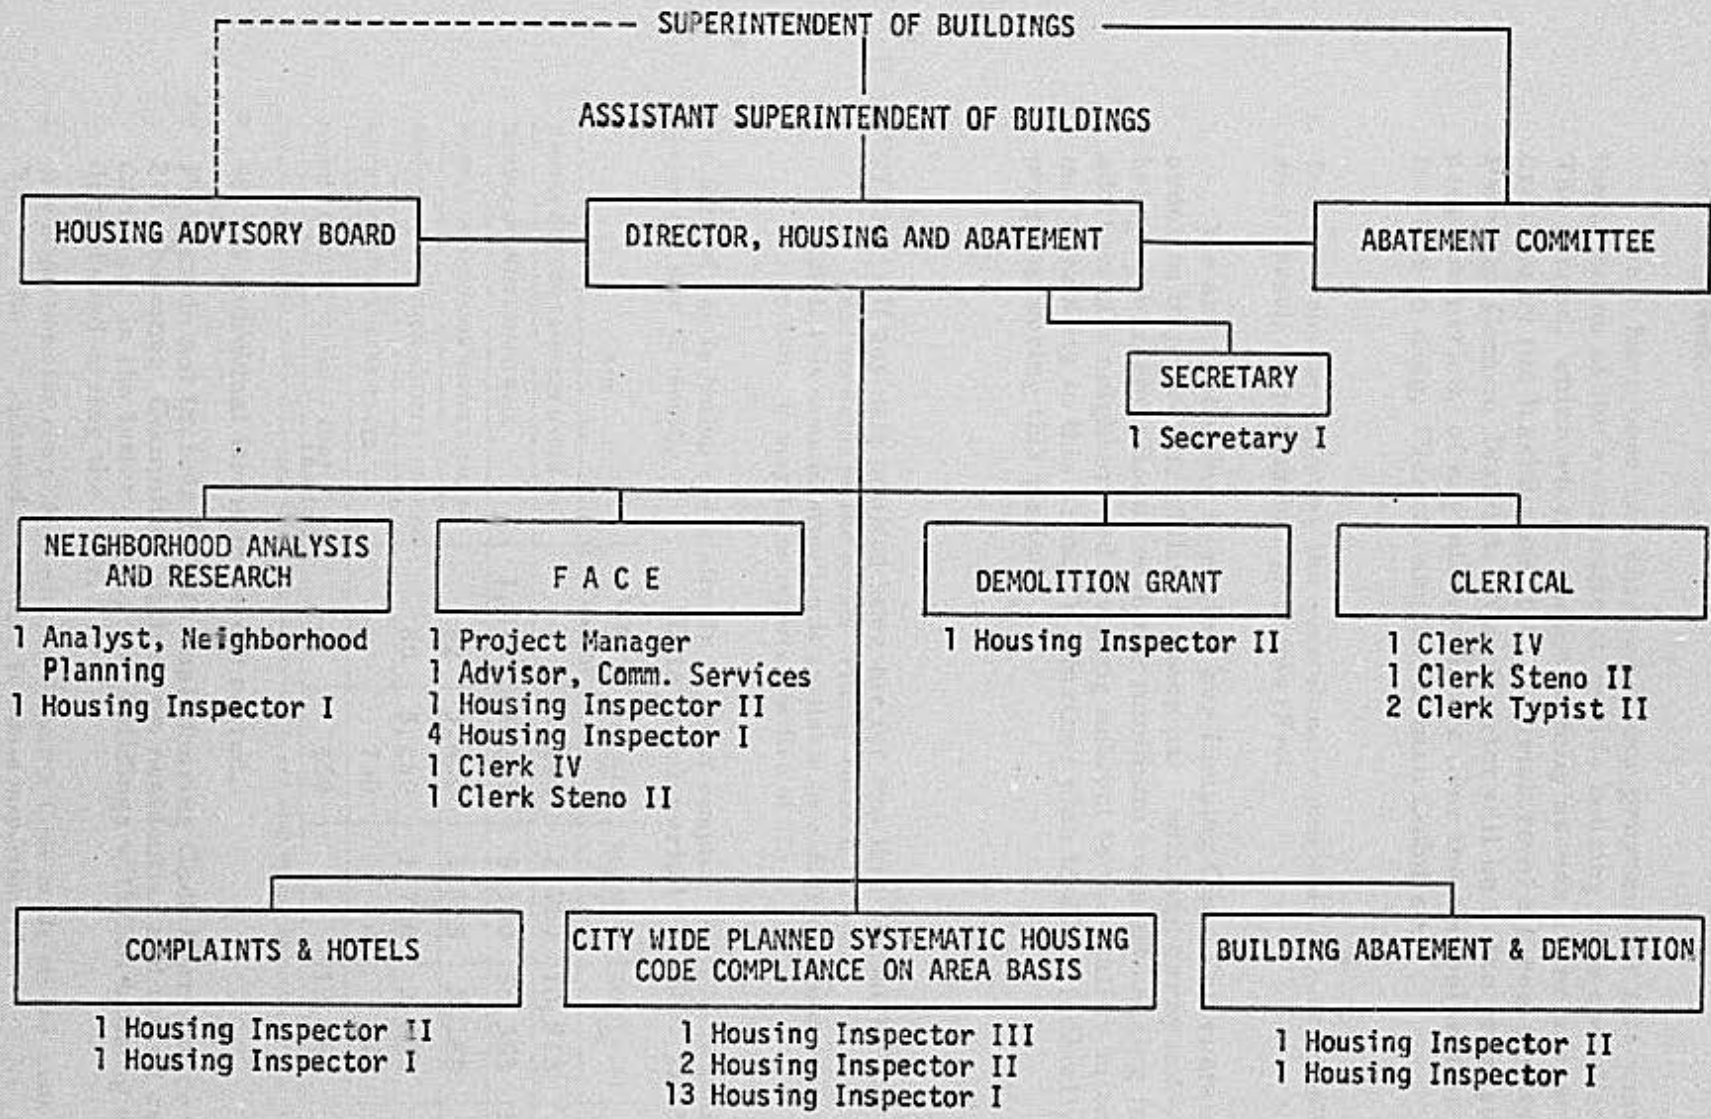 SUPERINTENDENT OF BUILDINGS
ASSISTANT SUPERINTENDENT OF BUILDINGS
HOUSING ADVISORY BOARD
DIRECTOR, HOUSING AND ABATEMENT
ABATEMENT COMMITTEE
SECRETARY
1 Secretary I
NEIGHBORHOOD ANALYSIS
AND RESEARCH
1 Analyst, Neighborhood
Planning
1 Housing Inspector I
F A C E
1 Project Manager
1 Advisor, Comm. Services
1 Housing Inspector II
4 Housing Inspector I
1 Clerk IV
1 Clerk Steno II
DEMOLITION GRANT
1 Housing Inspector II
CLERICAL
1 Clerk IV
1 Clerk Steno II
2 Clerk Typist II
COMPLAINTS & HOTELS
1 Housing Inspector II
1 Housing Inspector I
CITY WIDE PLANNED SYSTEMATIC HOUSING
CODE COMPLIANCE ON AREA BASIS
1 Housing Inspector III
2 Housing Inspector II
13 Housing Inspector I
BUILDING ABATEMENT & DEMOLITION
1 Housing Inspector II
1 Housing Inspector I